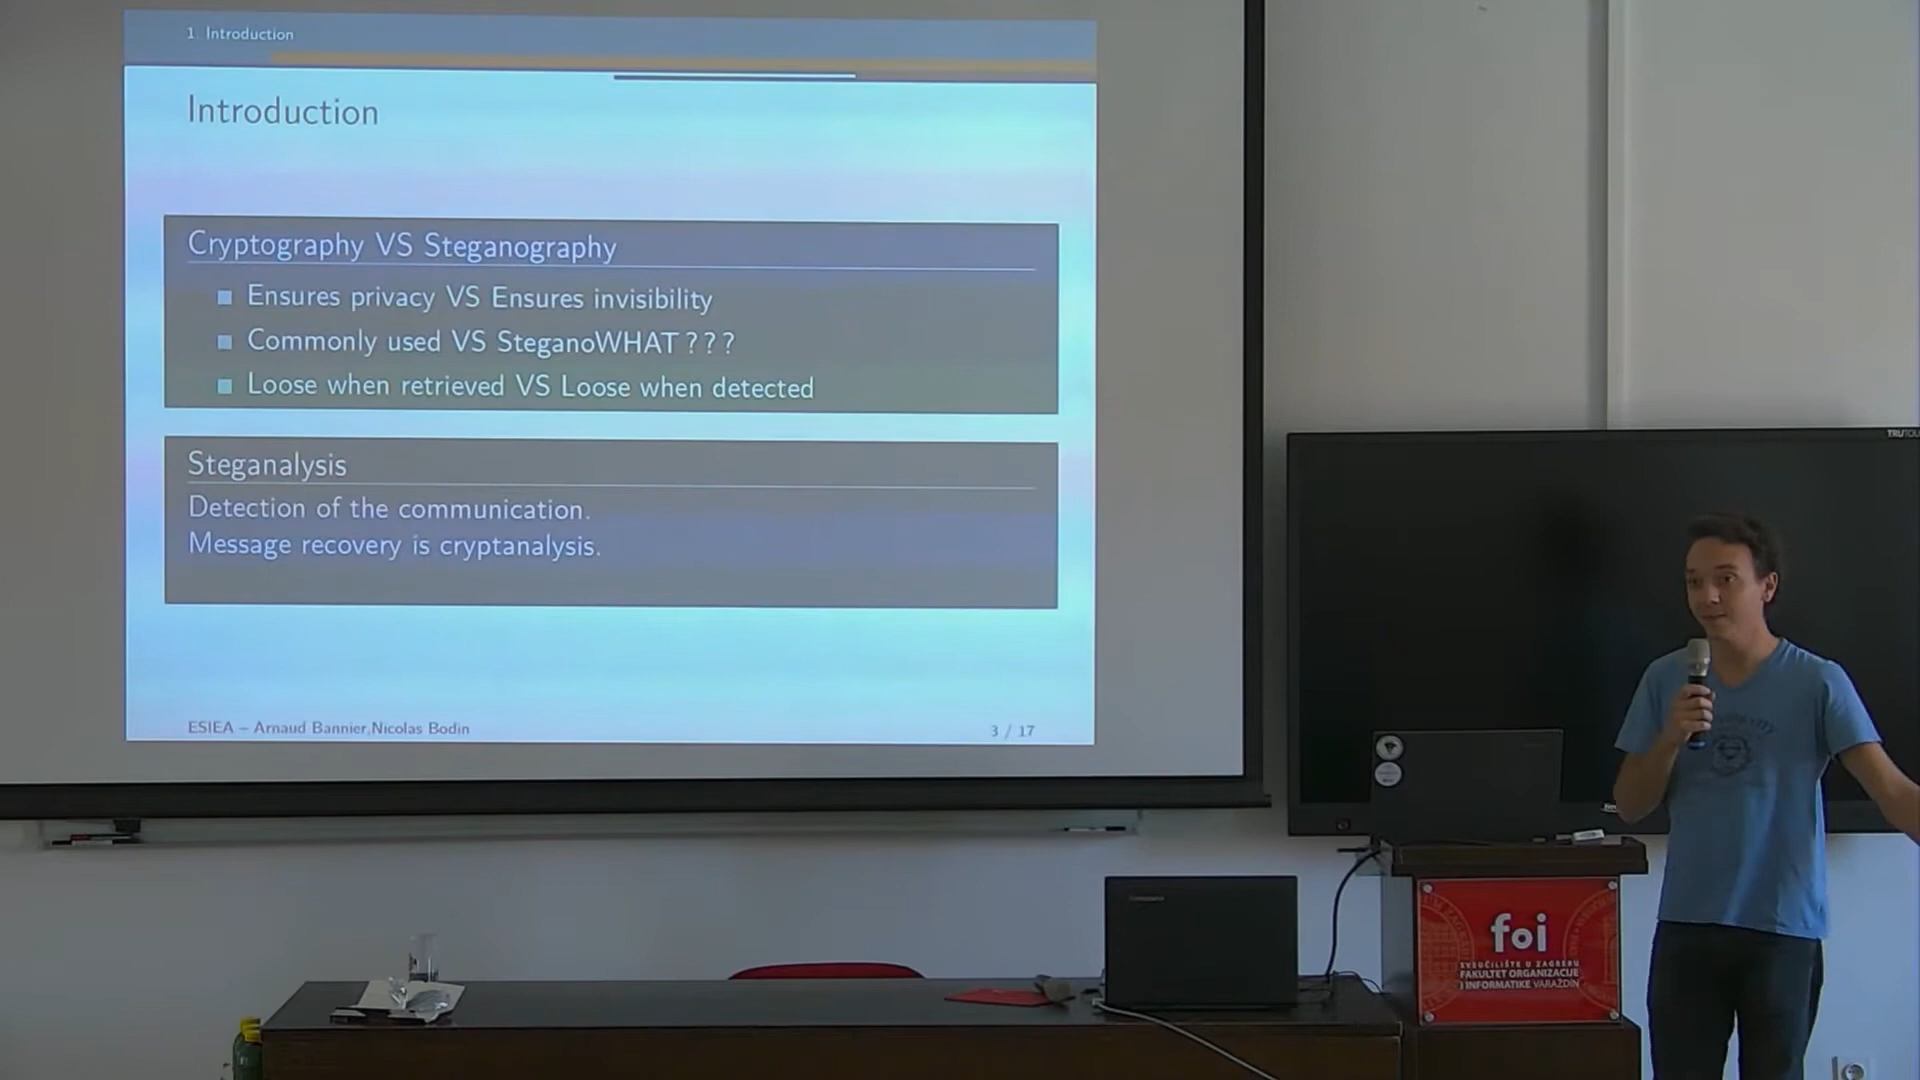 1. Introduction
Introduction
Cryptography VS Steganography
Ensures privacy VS Ensures invisibility
Commonly used VS SteganoWHAT ? ? ?
Loose when retrieved VS Loose when detected
Steganalysis
Detection of the communication.
Message recovery is cryptanalysis.
ESIEA – Arnaud Bannier,Nicolas Bodin
3 / 17
foi
SVEUČILIŠTE U ZAGREBU
FAKULTET ORGANIZACIJE
I INFORMATIKE VARAŽDIN